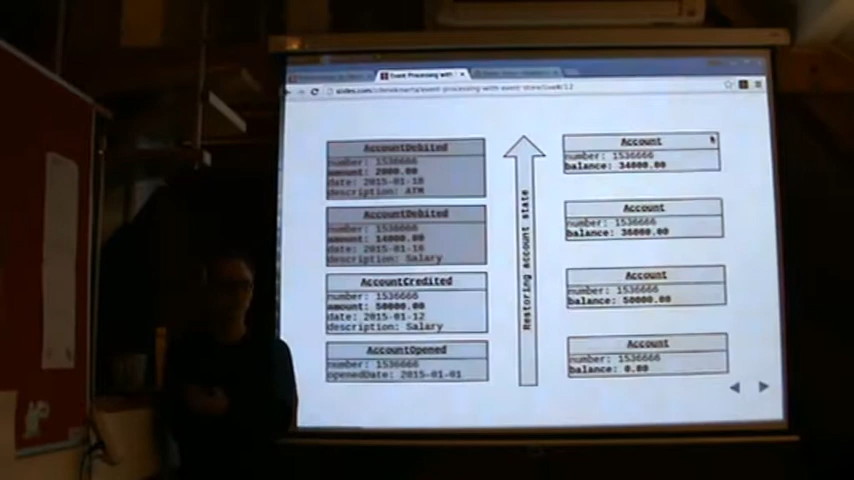 Event Processing with
AccountDebited
number: 1536666
amount: 2000.00
date: 2015-01-18
description: ATM
AccountDebited
number: 1536666
amount: 14000.00
date: 2015-01-16
description: Salary
AccountCredited
number: 1536666
amount: 50000.00
date: 2015-01-12
description: Salary
AccountOpened
number: 1536666
openedDate: 2015-01-01
Restoring account state
Account
number: 1536666
balance: 34000.00
Account
number: 1536666
balance: 36000.00
Account
number: 1536666
balance: 50000.00
Account
number: 1536666
balance: 0.00